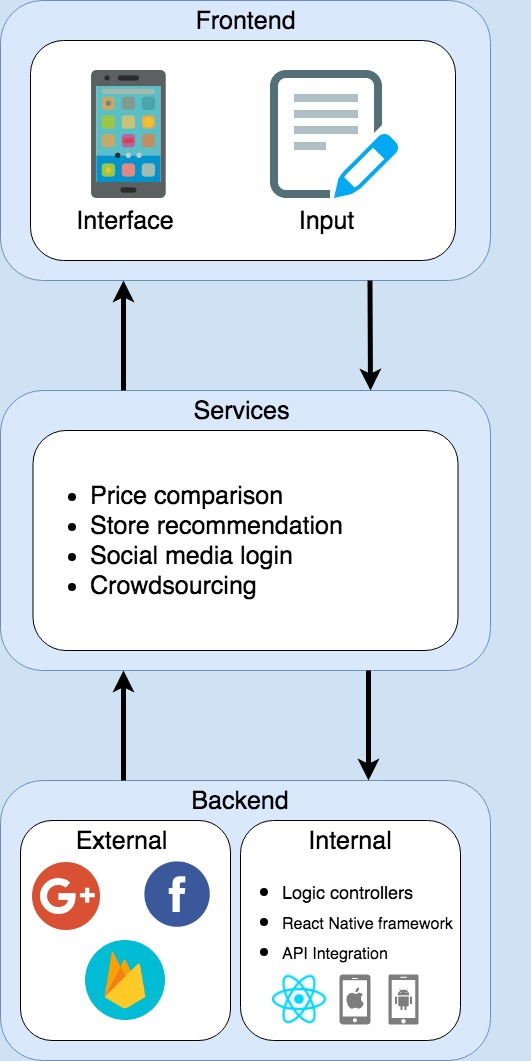 Frontend
Interface
Input
Services
• Price comparison
• Store recommendation
• Social media login
• Crowdsourcing
Backend
External
G+
f
Internal
• Logic controllers
• React Native framework
• API Integration